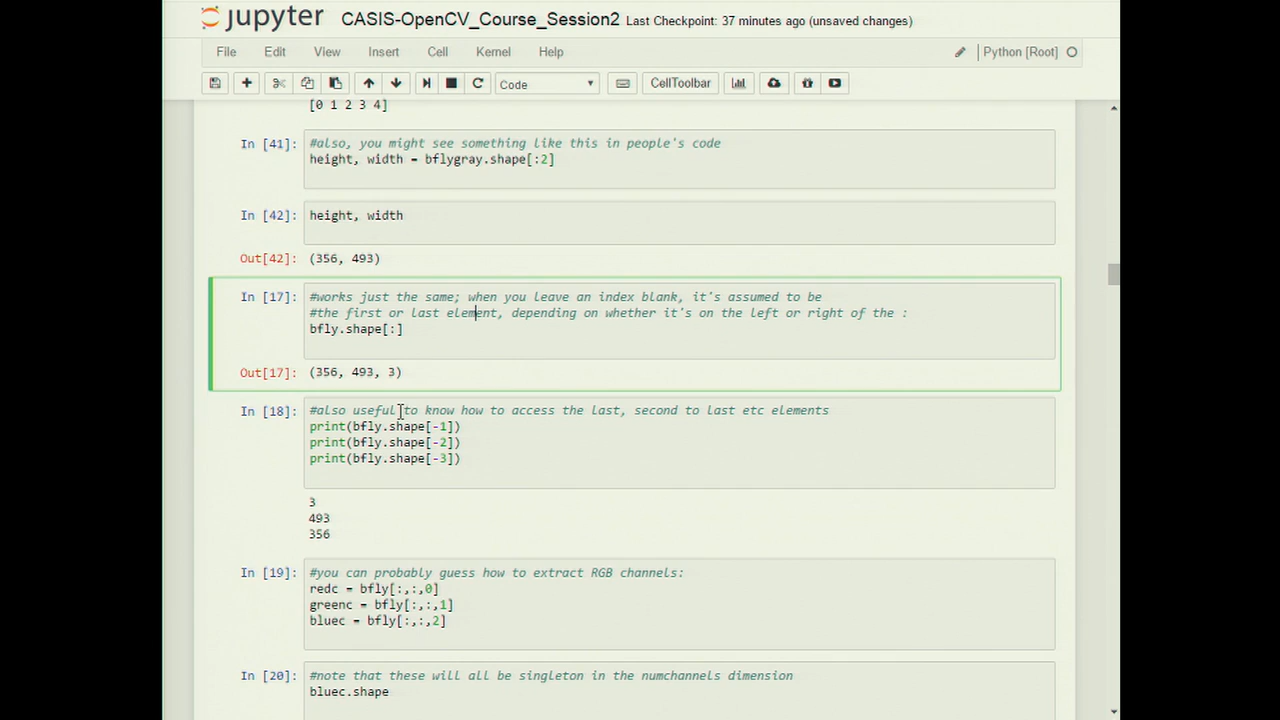 jupyter CASIS-OpenCV_Course_Session2 Last Checkpoint: 37 minutes ago (unsaved changes)
File Edit View Insert Cell Kernel Help Python [Root]
Code CellToolbar
[0 1 2 3 4]
In [41]: #also, you might see something like this in people's code
height, width = bflygray.shape[:2]
In [42]: height, width
Out[42]: (356, 493)
In [17]: #works just the same; when you leave an index blank, it's assumed to be
#the first or last element, depending on whether it's on the left or right of the :
bfly.shape[:]
Out[17]: (356, 493, 3)
In [18]: #also useful to know how to access the last, second to last etc elements
print(bfly.shape[-1])
print(bfly.shape[-2])
print(bfly.shape[-3])
3
493
356
In [19]: #you can probably guess how to extract RGB channels:
redc = bfly[:,:,0]
greenc = bfly[:,:,1]
bluec = bfly[:,:,2]
In [20]: #note that these will all be singleton in the numchannels dimension
bluec.shape